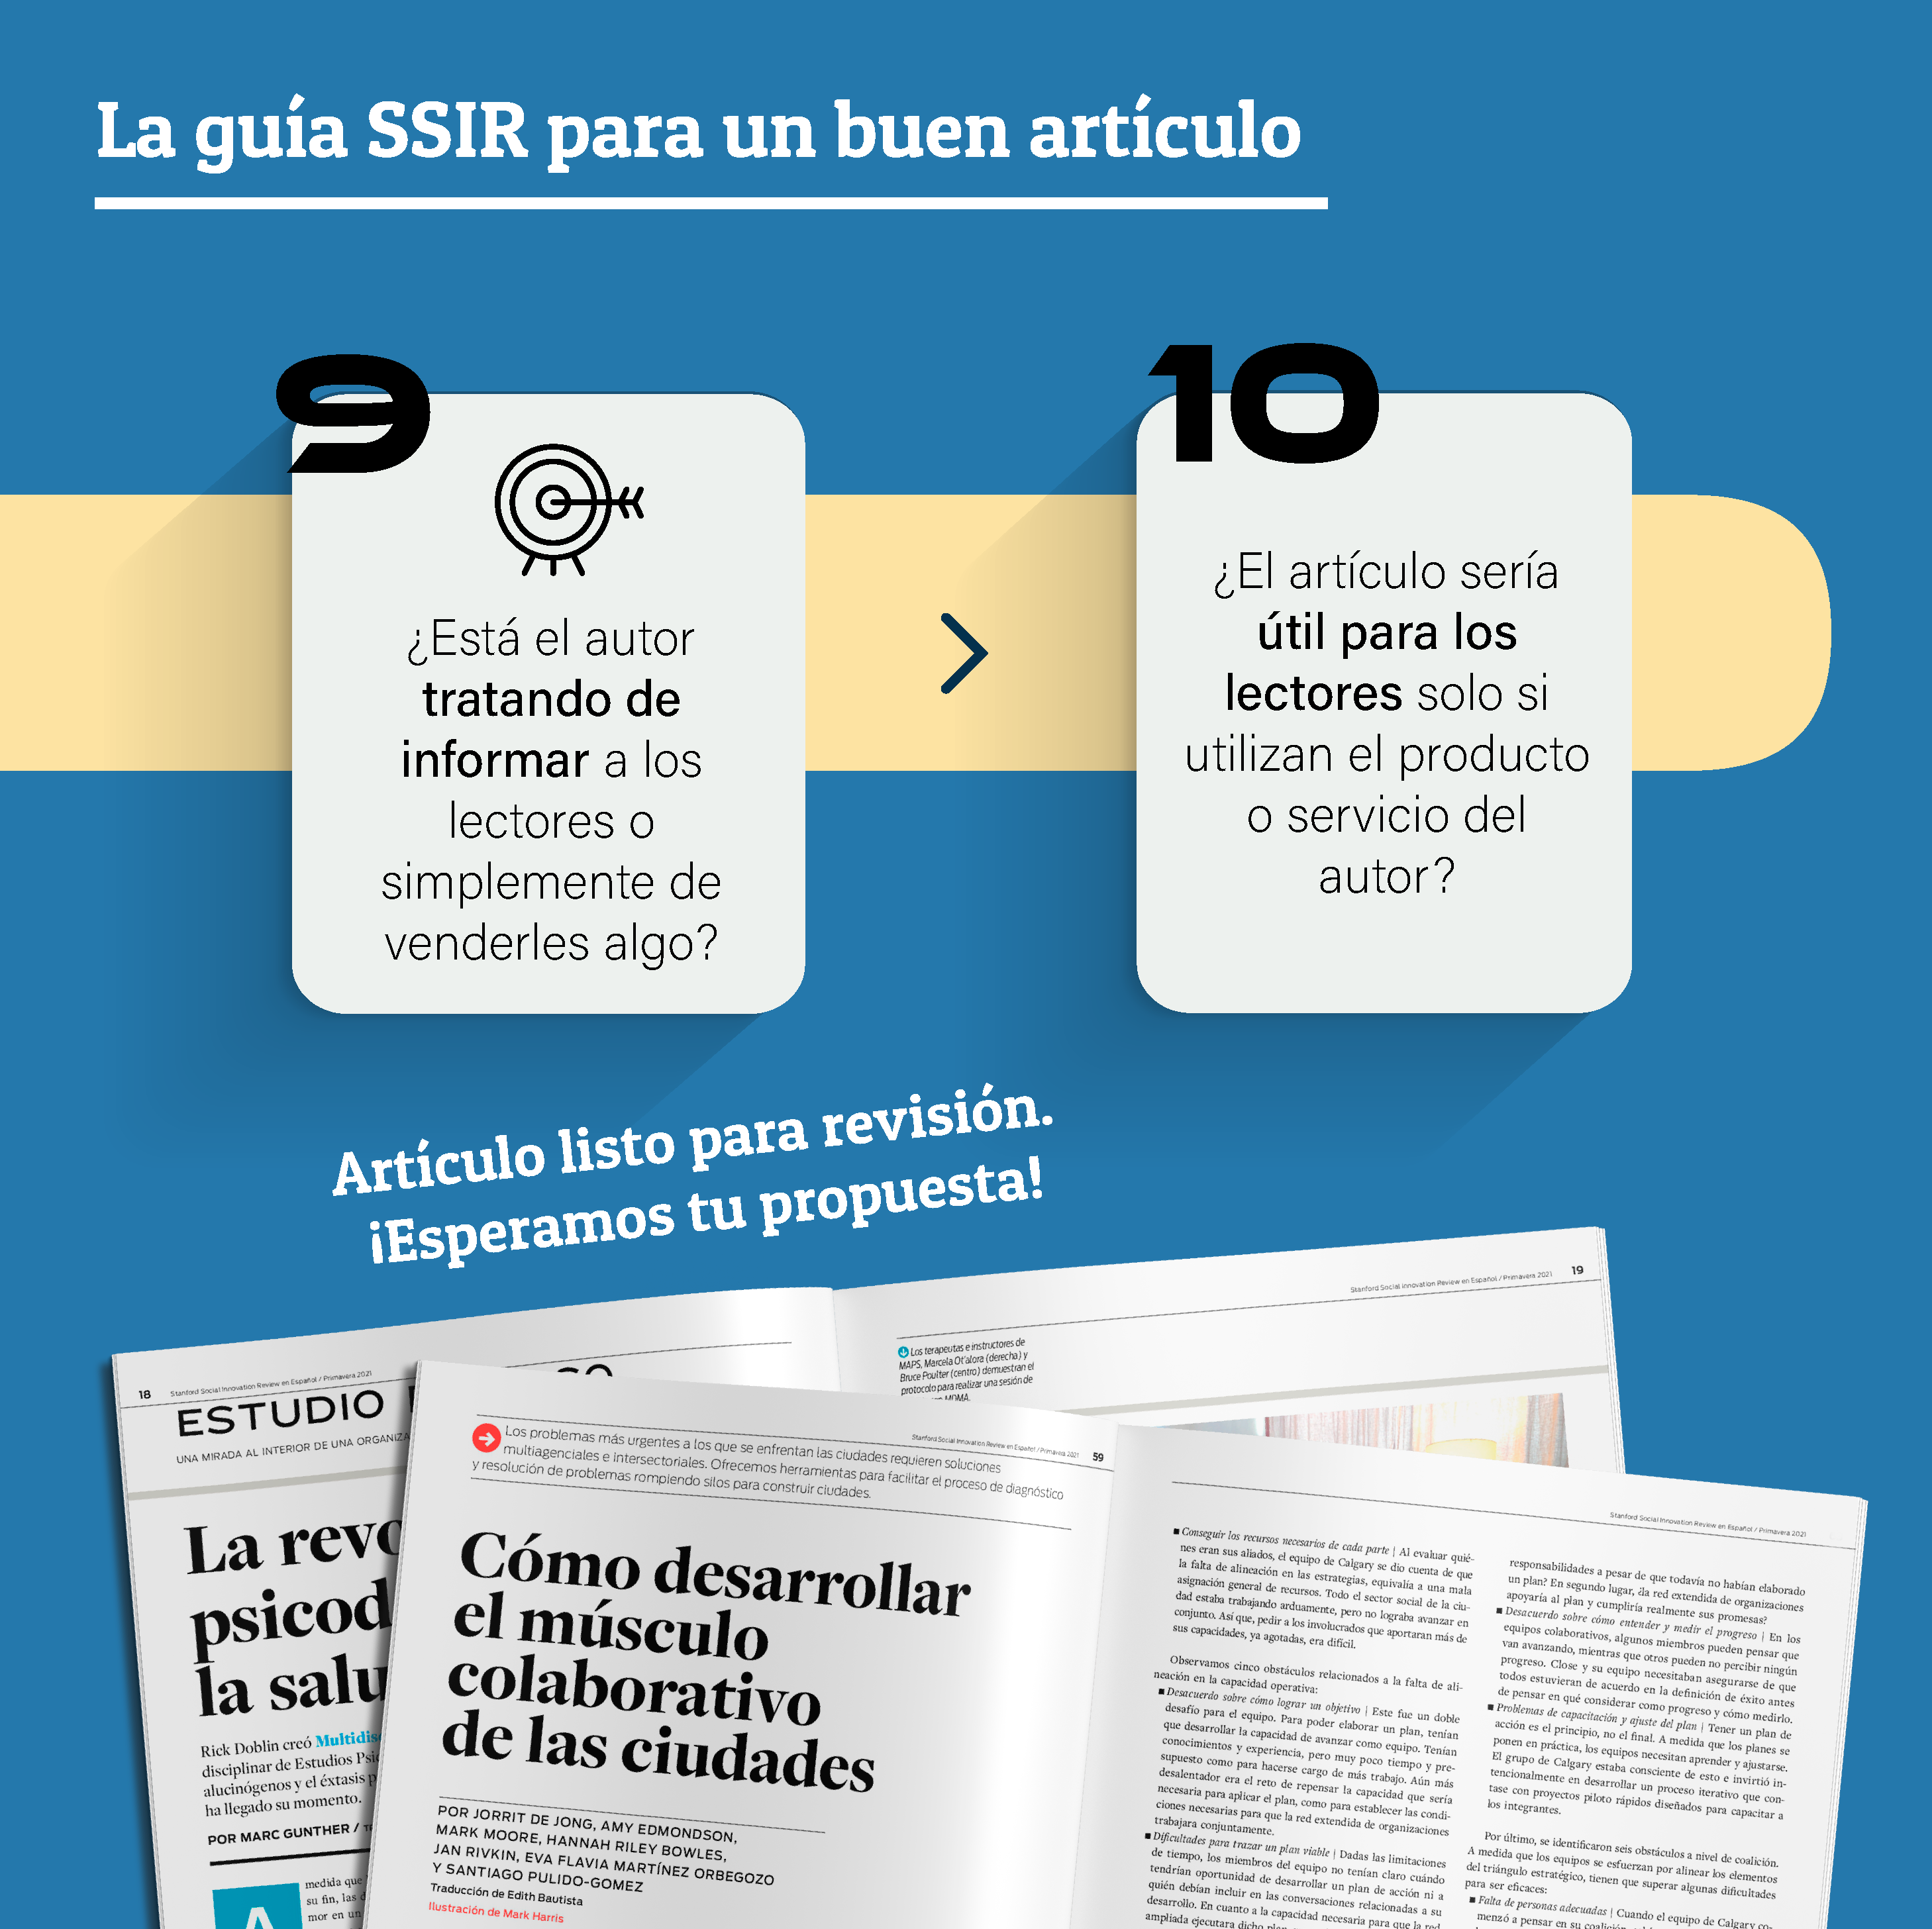 La guía SSIR para un buen artículo
9
¿Está el autor
tratando de
informar a los
lectores o
simplemente de
venderles algo?
10
¿El artículo sería
útil para los
lectores solo si
utilizan el producto
o servicio del
autor?
Artículo listo para revisión.
¡Esperamos tu propuesta!
18 Stanford Social Innovation Review en Español / Primavera 2021
ESTUDIO
UNA MIRADA AL INTERIOR DE UNA
La
la
Rick Doblin creó
disciplinar de Estudios
alucinógenos y el éxtasis
ha llegado su momento.
POR MARC GUNTHER /
A
medida que
su fin, las
mor en un
Stanford Social Innovation Review en Español / Primavera 2021 19
Los terapeutas e instructores de
MAPS, Marcela Ot'alora (derecha) y
Bruce Poulter (centro) demuestran el
protocolo para realizar una sesión de
MDMA.
Stanford Social Innovation Review en Español / Primavera 2021 59
Los problemas más urgentes a los que se enfrentan las ciudades requieren soluciones
multiagenciales e intersectoriales. Ofrecemos herramientas para facilitar el proceso de diagnóstico
y resolución de problemas rompiendo silos para construir ciudades.
Cómo desarrollar
el músculo
colaborativo
de las ciudades
POR JORRIT DE JONG, AMY EDMONDSON,
MARK MOORE, HANNAH RILEY BOWLES,
JAN RIVKIN, EVA FLAVIA MARTÍNEZ ORBEGOZO
Y SANTIAGO PULIDO-GOMEZ
Traducción de Edith Bautista
Ilustración de Mark Harris
Stanford Social Innovation Review en Español / Primavera 2021
■ Conseguir los recursos necesarios de cada parte | Al evaluar quié-
nes eran sus aliados, el equipo de Calgary se dio cuenta de que
la falta de alineación en las estrategias, equivalía a una mala
asignación general de recursos. Todo el sector social de la ciu-
dad estaba trabajando arduamente, pero no lograba avanzar en
conjunto. Así que, pedir a los involucrados que aportaran más de
sus capacidades, ya agotadas, era difícil.
Observamos cinco obstáculos relacionados a la falta de ali-
neación en la capacidad operativa:
■ Desacuerdo sobre cómo lograr un objetivo | Este fue un doble
desafío para el equipo. Para poder elaborar un plan, tenían
que desarrollar la capacidad de avanzar como equipo. Tenían
conocimientos y experiencia, pero muy poco tiempo y pre-
supuesto como para hacerse cargo de más trabajo. Aún más
desalentador era el reto de repensar la capacidad que sería
necesaria para aplicar el plan, como para establecer las condi-
ciones necesarias para que la red extendida de organizaciones
trabajara conjuntamente.
■ Dificultades para trazar un plan viable | Dadas las limitaciones
de tiempo, los miembros del equipo no tenían claro cuándo
tendrían oportunidad de desarrollar un plan de acción ni a
quién debían incluir en las conversaciones relacionadas a su
desarrollo. En cuanto a la capacidad necesaria para que la red
ampliada ejecutara dicho
responsabilidades a pesar de que todavía no habían elaborado
un plan? En segundo lugar, ¿la red extendida de organizaciones
apoyaría al plan y cumpliría realmente sus promesas?
■ Desacuerdo sobre cómo entender y medir el progreso | En los
equipos colaborativos, algunos miembros pueden pensar que
van avanzando, mientras que otros pueden no percibir ningún
progreso. Close y su equipo necesitaban asegurarse de que
todos estuvieran de acuerdo en la definición de éxito antes
de pensar en qué considerar como progreso y cómo medirlo.
■ Problemas de capacitación y ajuste del plan | Tener un plan de
acción es el principio, no el final. A medida que los planes se
ponen en práctica, los equipos necesitan aprender y ajustarse.
El grupo de Calgary estaba consciente de esto e invirtió in-
tencionalmente en desarrollar un proceso iterativo que con-
tase con proyectos piloto rápidos diseñados para capacitar a
los integrantes.
Por último, se identificaron seis obstáculos a nivel de coalición.
A medida que los equipos se esfuerzan por alinear los elementos
del triángulo estratégico, tienen que superar algunas dificultades
para ser eficaces:
■ Falta de personas adecuadas | Cuando el equipo de Calgary co-
menzó a pensar en su